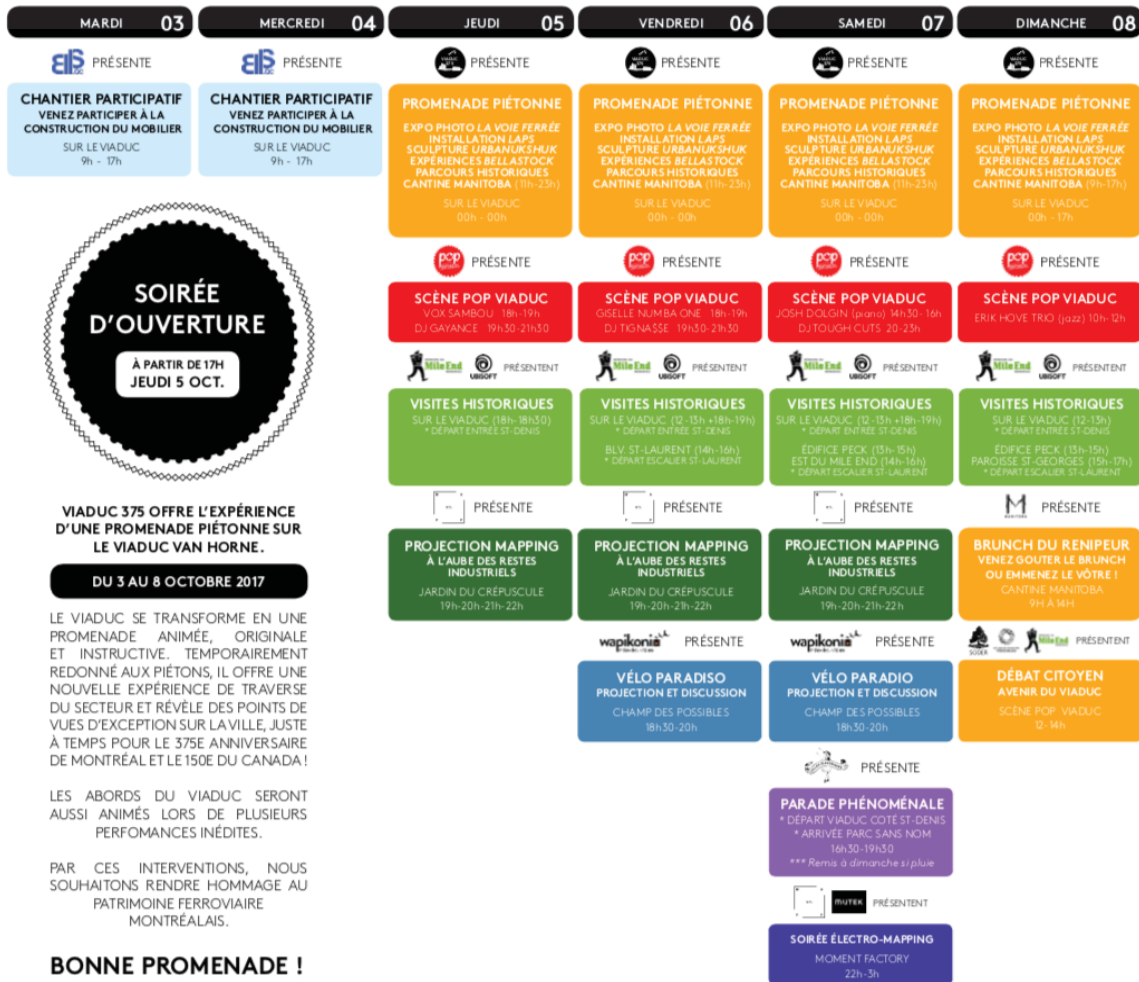 MARDI 03
EIPS PRÉSENTE
CHANTIER PARTICIPATIF
VENEZ PARTICIPER À LA
CONSTRUCTION DU MOBILIER
SUR LE VIADUC
9h - 17h
MERCREDI 04
PRÉSENTE
CHANTIER PARTICIPATIF
VENEZ PARTICIPER À LA
CONSTRUCTION DU MOBILIER
SUR LE VIADUC
9h - 17h
SOIRÉE
D'OUVERTURE
À PARTIR DE 17H
JEUDI 5 OCT.
VIADUC 375 OFFRE L'EXPÉRIENCE
D'UNE PROMENADE PIÉTONNE SUR
LE VIADUC VAN HORNE.
DU 3 AU 8 OCTOBRE 2017
LE VIADUC SE TRANSFORME EN UNE
PROMENADE ANIMÉE, ORIGINALE
ET INSTRUCTIVE. TEMPORAIREMENT
REDONNÉ AUX PIÉTONS, IL OFFRE UNE
NOUVELLE EXPÉRIENCE DE TRAVERSE
DU SECTEUR ET RÉVÈLE DES POINTS DE
VUES D'EXCEPTION SUR LA VILLE, JUSTE
À TEMPS POUR LE 375E ANNIVERSAIRE
DE MONTRÉAL ET LE 150E DU CANADA !
LES ABORDS DU VIADUC SERONT
AUSSI ANIMÉS LORS DE PLUSIEURS
PERFOMANCES INÉDITES.
PAR CES INTERVENTIONS, NOUS
SOUHAITONS RENDRE HOMMAGE AU
PATRIMOINE FERROVIAIRE
MONTRÉALAIS.
BONNE PROMENADE !
JEUDI 05
PRÉSENTE
PROMENADE PIÉTONNE
EXPO PHOTO LA VOIE FERRÉE
INSTALLATION LAPS
SCULPTURE URBANUKSHUK
EXPÉRIENCES BELLASTOCK
PARCOURS HISTORIQUES
CANTINE MANITOBA (11h-23h)
SUR LE VIADUC
00h - 00h
pop PRÉSENTE
SCÈNE POP VIADUC
VOX SAMBOU 18h-19h
DJ GAYANCE 19h30-21h30
Mile End UBISOFT PRÉSENTENT
VISITES HISTORIQUES
SUR LE VIADUC (18h-18h30)
* DÉPART ENTRÉE ST-DENIS
PRÉSENTE
PROJECTION MAPPING
À L'AUBE DES RESTES
INDUSTRIELS
JARDIN DU CRÉPUSCULE
19h-20h-21h-22h
VENDREDI 06
PRÉSENTE
PROMENADE PIÉTONNE
EXPO PHOTO LA VOIE FERRÉE
INSTALLATION LAPS
SCULPTURE URBANUKSHUK
EXPÉRIENCES BELLASTOCK
PARCOURS HISTORIQUES
CANTINE MANITOBA (11h-23h)
SUR LE VIADUC
00h - 00h
pop PRÉSENTE
SCÈNE POP VIADUC
GISELLE NUMBA ONE 18h-19h
DJ TIGNA$$E 19h30-21h30
Mile End UBISOFT PRÉSENTENT
VISITES HISTORIQUES
SUR LE VIADUC (12-13h +18h-19h)
* DÉPART ENTRÉE ST-DENIS
BLV. ST-LAURENT (14h-16h)
* DÉPART ESCALIER ST-LAURENT
PRÉSENTE
PROJECTION MAPPING
À L'AUBE DES RESTES
INDUSTRIELS
JARDIN DU CRÉPUSCULE
19h-20h-21h-22h
wapikoni PRÉSENTE
VÉLO PARADISO
PROJECTION ET DISCUSSION
CHAMP DES POSSIBLES
18h30-20h
SAMEDI 07
PRÉSENTE
PROMENADE PIÉTONNE
EXPO PHOTO LA VOIE FERRÉE
INSTALLATION LAPS
SCULPTURE URBANUKSHUK
EXPÉRIENCES BELLASTOCK
PARCOURS HISTORIQUES
CANTINE MANITOBA (11h-23h)
SUR LE VIADUC
00h - 00h
pop PRÉSENTE
SCÈNE POP VIADUC
JOSH DOLGIN (piano) 14h30-16h
DJ TOUGH CUTS 20-23h
Mile End UBISOFT PRÉSENTENT
VISITES HISTORIQUES
SUR LE VIADUC (12-13h +18h-19h)
* DÉPART ENTRÉE ST-DENIS
ÉDIFICE PECK (13h-15h)
EST DU MILE END (14h-16h)
* DÉPART ESCALIER ST-LAURENT
PRÉSENTE
PROJECTION MAPPING
À L'AUBE DES RESTES
INDUSTRIELS
JARDIN DU CRÉPUSCULE
19h-20h-21h-22h
wapikoni PRÉSENTE
VÉLO PARADIO
PROJECTION ET DISCUSSION
CHAMP DES POSSIBLES
18h30-20h
PRÉSENTE
PARADE PHÉNOMÉNALE
* DÉPART VIADUC COTÉ ST-DENIS
* ARRIVÉE PARC SANS NOM
16h30-19h30
*** Remis à dimanche si pluie
MUTEK PRÉSENTENT
SOIRÉE ÉLECTRO-MAPPING
MOMENT FACTORY
22h-3h
DIMANCHE 08
PRÉSENTE
PROMENADE PIÉTONNE
EXPO PHOTO LA VOIE FERRÉE
INSTALLATION LAPS
SCULPTURE URBANUKSHUK
EXPÉRIENCES BELLASTOCK
PARCOURS HISTORIQUES
CANTINE MANITOBA (9h-17h)
SUR LE VIADUC
00h - 17h
pop PRÉSENTE
SCÈNE POP VIADUC
ERIK HOVE TRIO (jazz) 10h-12h
Mile End UBISOFT PRÉSENTENT
VISITES HISTORIQUES
SUR LE VIADUC (12-13h)
* DÉPART ENTRÉE ST-DENIS
ÉDIFICE PECK (13h-15h)
PAROISSE ST-GEORGES (15h-17h)
* DÉPART ESCALIER ST-LAURENT
M PRÉSENTE
BRUNCH DU RENIPEUR
VENEZ GOUTER LE BRUNCH
OU EMMENEZ LE VÔTRE !
CANTINE MANITOBA
9H À 14H
SODER Mile End PRÉSENTENT
DÉBAT CITOYEN
AVENIR DU VIADUC
SCÈNE POP VIADUC
12-14h